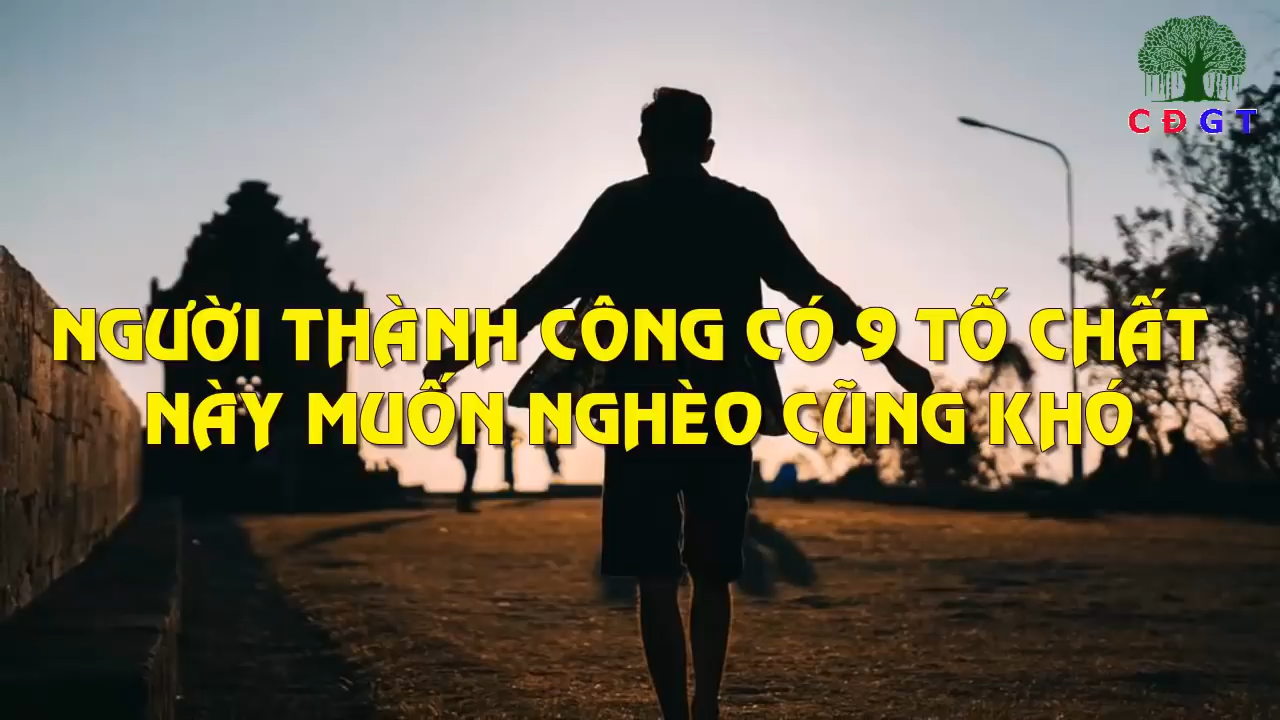 CĐGT
NGƯỜI THÀNH CÔNG CÓ 9 TỐ CHẤT
NÀY MUỐN NGHÈO CŨNG KHÓ